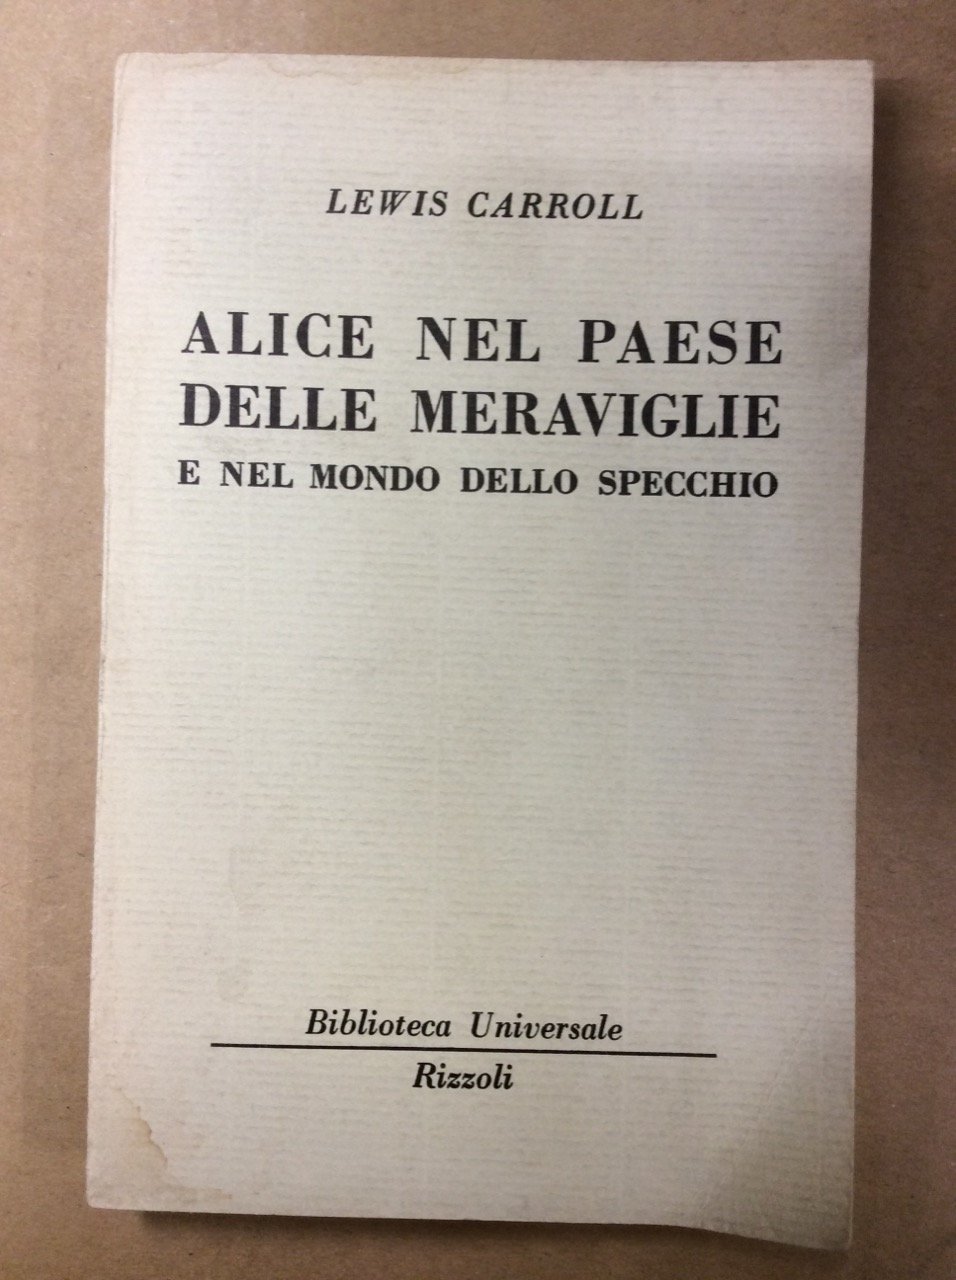 LEWIS CARROLL
ALICE NEL PAESE
DELLE MERAVIGLIE
E NEL MONDO DELLO SPECCHIO
Biblioteca Universale
Rizzoli